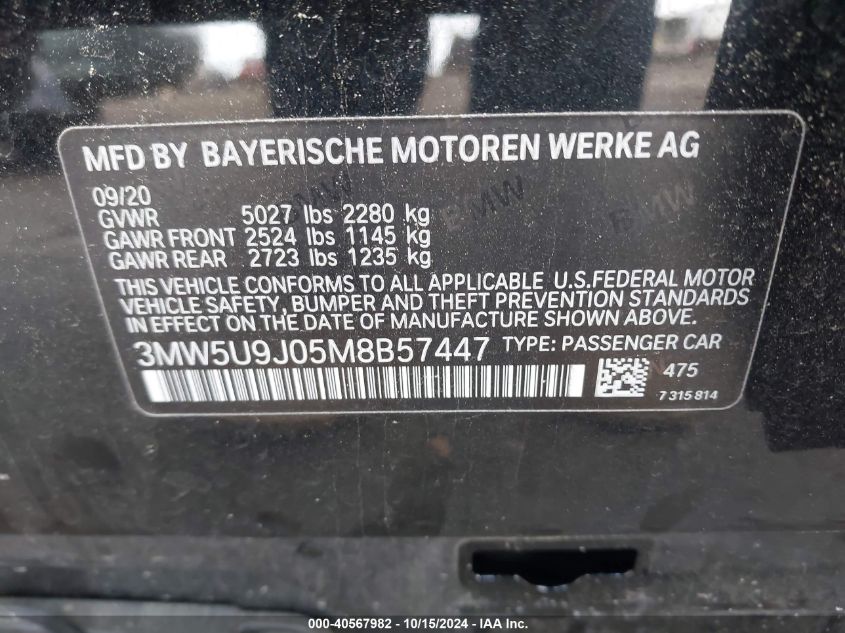 MFD BY BAYERISCHE MOTOREN WERKE AG
09/20
GVWR 5027 lbs 2280 kg
GAWR FRONT 2524 lbs 1145 kg
GAWR REAR 2723 lbs 1235 kg
THIS VEHICLE CONFORMS TO ALL APPLICABLE U.S.FEDERAL MOTOR
VEHICLE SAFETY, BUMPER AND THEFT PREVENTION STANDARDS
IN EFFECT ON THE DATE OF MANUFACTURE SHOWN ABOVE.
3MW5U9J05M8B57447 TYPE: PASSENGER CAR
475
7 315 814
BMW
BMW
BMW
000-40567982 - 10/15/2024 - IAA Inc.